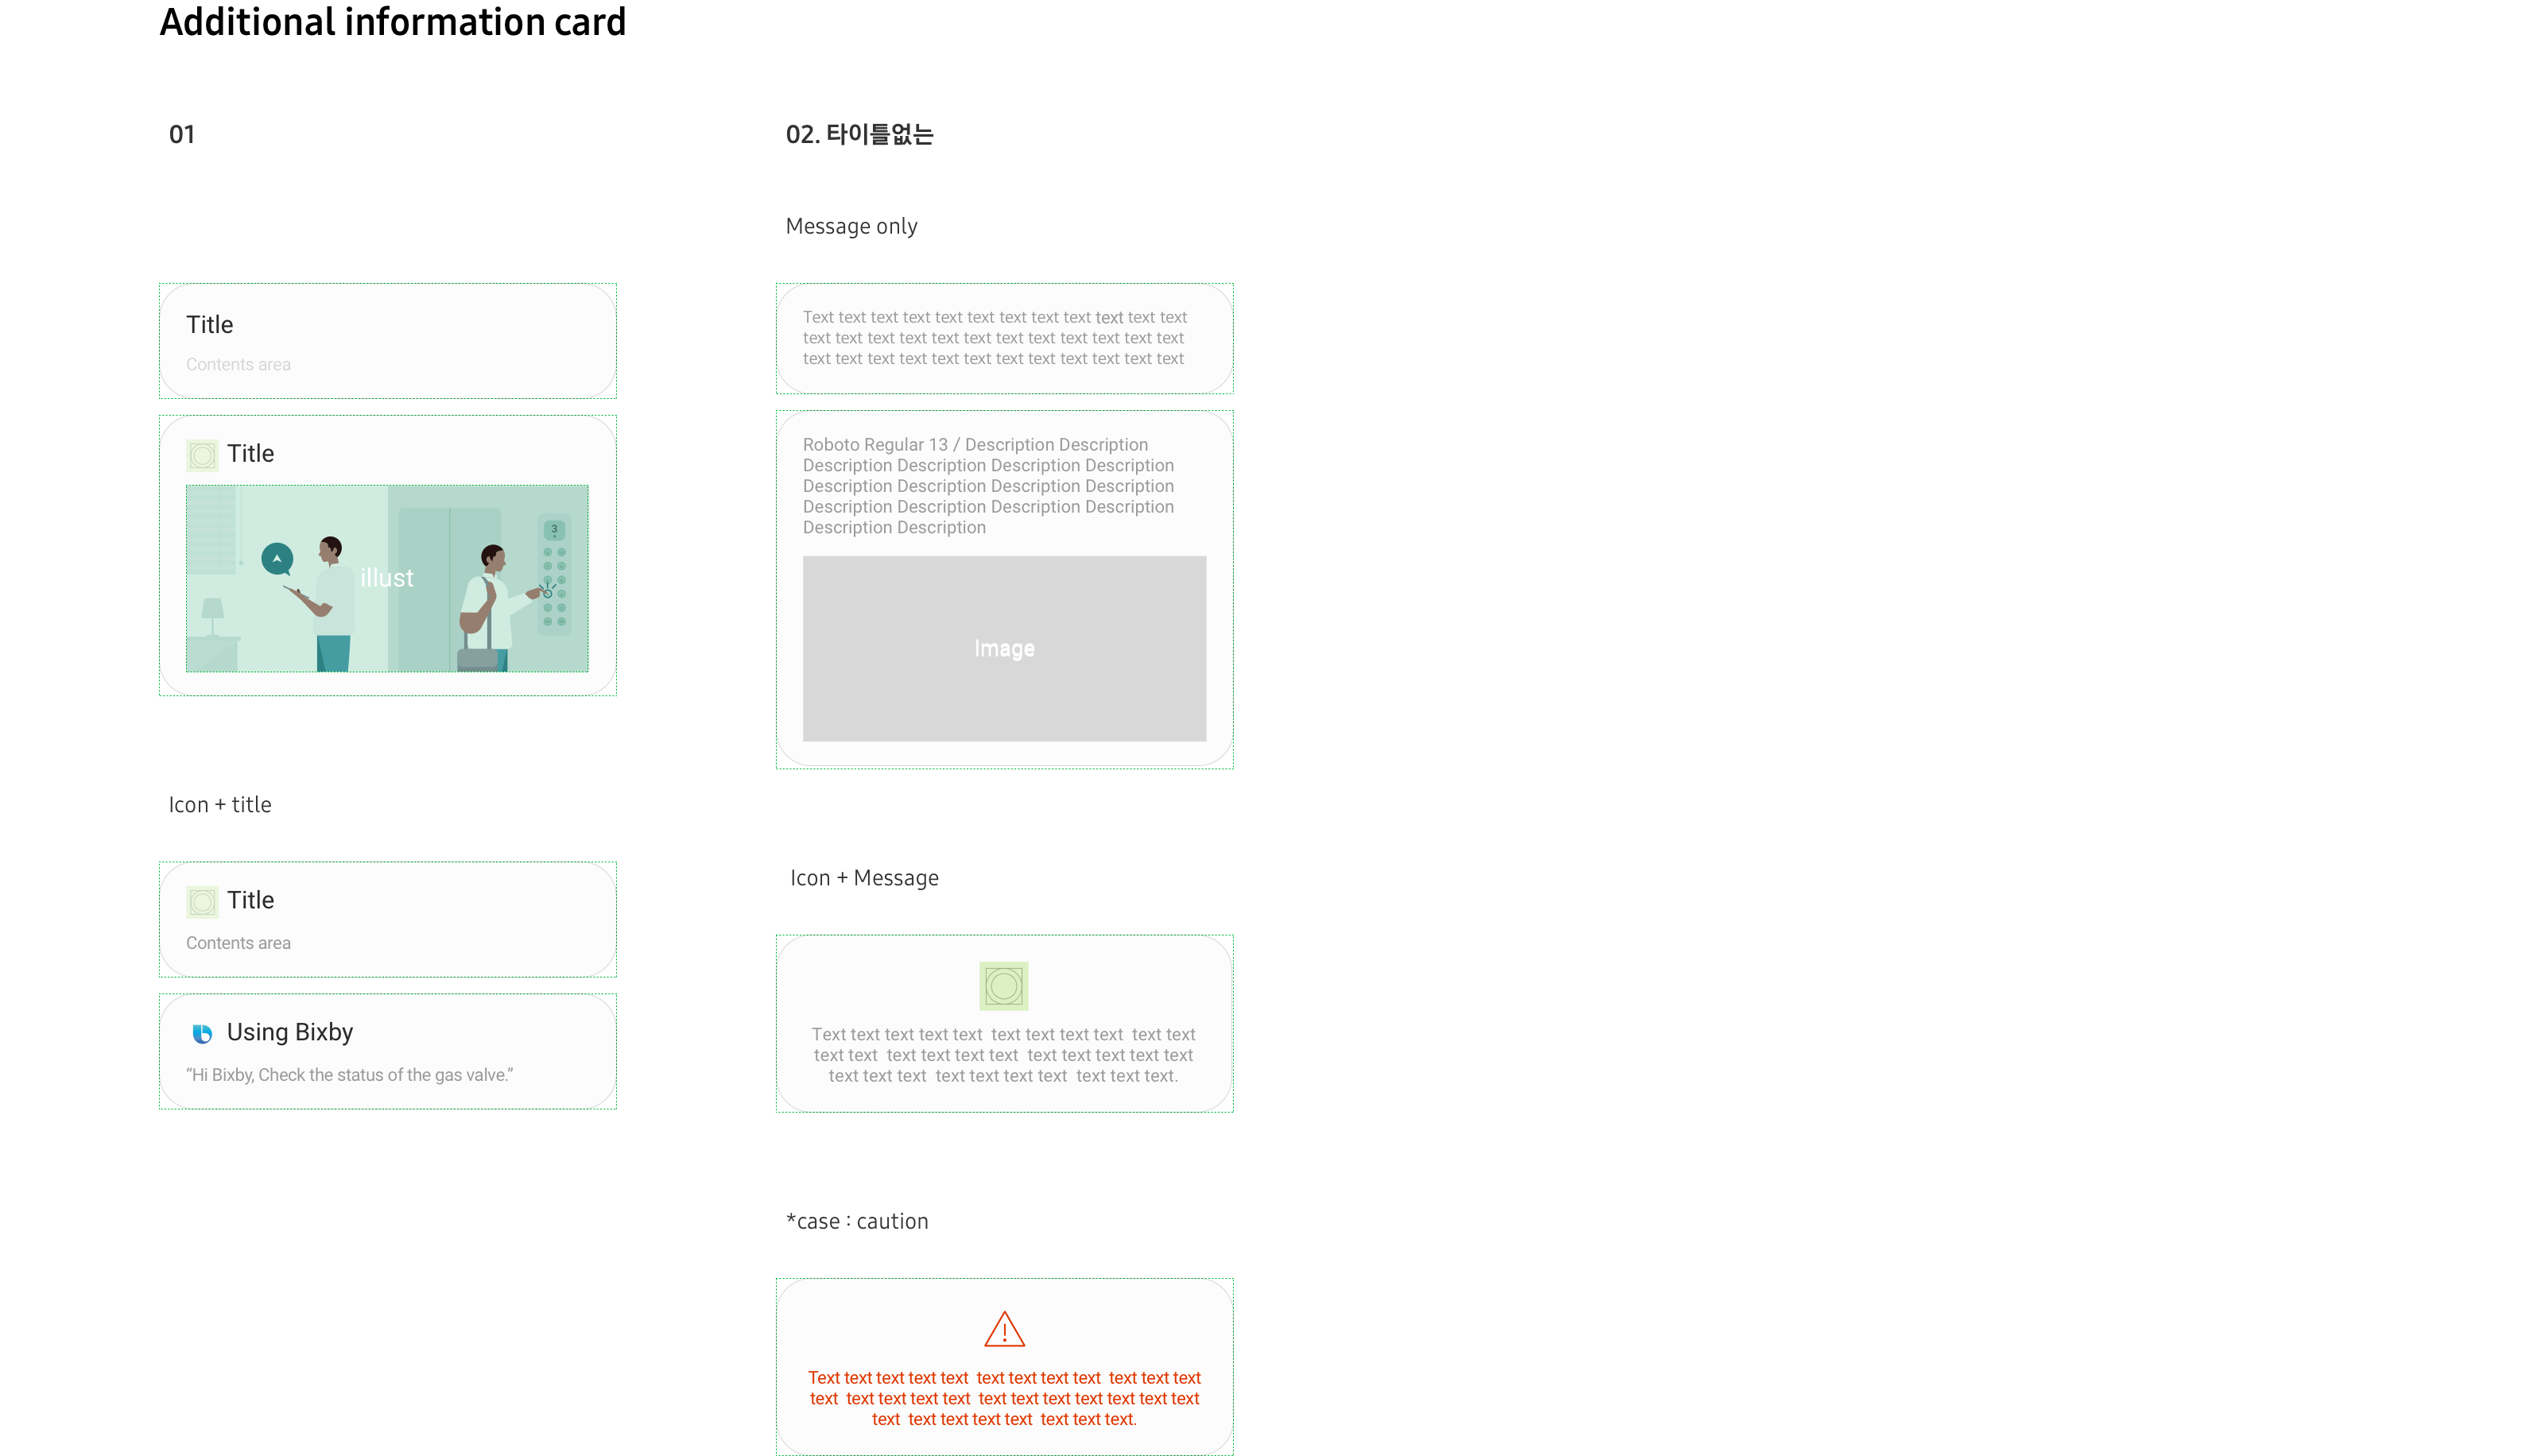 Additional information card
01
Title
Contents area
Title
illust
3
Icon + title
Title
Contents area
Using Bixby
“Hi Bixby, Check the status of the gas valve.”
02. 타이틀없는
Message only
Text text text text text text text text text text text text
text text text text text text text text text text text text
text text text text text text text text text text text text
Roboto Regular 13 / Description Description
Description Description Description Description
Description Description Description Description
Description Description Description Description
Description Description
Image
Icon + Message
Text text text text text  text text text text  text text
text text  text text text text  text text text text text
text text text  text text text text  text text text.
*case : caution
Text text text text text  text text text text  text text text
text  text text text text  text text text text text text text
text  text text text text  text text text.